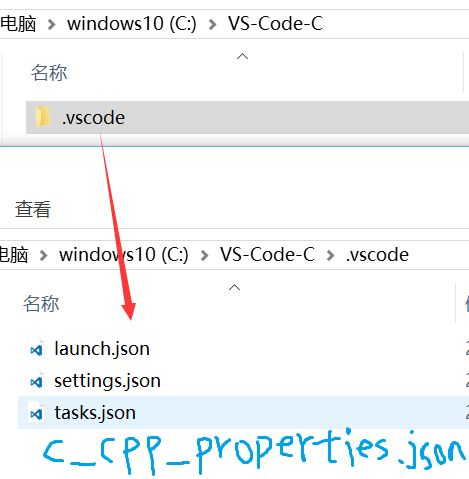 电脑 > windows10 (C:) > VS-Code-C
名称
.vscode
查看
电脑 > windows10 (C:) > VS-Code-C > .vscode
名称
launch.json
settings.json
tasks.json
c_cpp_properties.json